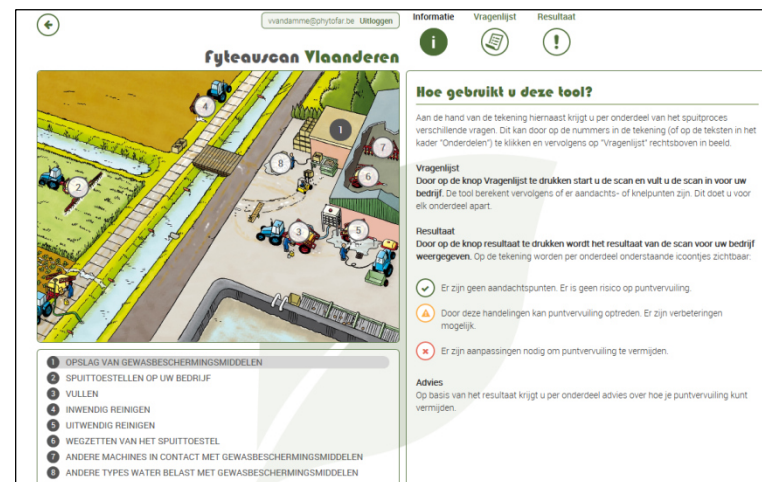 vvandamme@phytofar.be Uitloggen
Informatie Vragenlijst Resultaat
i
Fyteauscan Vlaanderen
4
1
7
8
6
2
3
5
1 OPSLAG VAN GEWASBESCHERMINGSMIDDELEN
2 SPUITTOESTELLEN OP UW BEDRIJF
3 VULLEN
4 INWENDIG REINIGEN
5 UITWENDIG REINIGEN
6 WEGZETTEN VAN HET SPUITTOESTEL
7 ANDERE MACHINES IN CONTACT MET GEWASBESCHERMINGSMIDDELEN
8 ANDERE TYPES WATER BELAST MET GEWASBESCHERMINGSMIDDELEN
Hoe gebruikt u deze tool?
Aan de hand van de tekening hiernaast krijgt u per onderdeel van het spuitproces
verschillende vragen. Dit kan door op de nummers in de tekening (of op de teksten in het
kader "Onderdelen") te klikken en vervolgens op "Vragenlijst" rechtsboven in beeld.
Vragenlijst
Door op de knop Vragenlijst te drukken start u de scan en vult u de scan in voor uw
bedrijf. De tool berekent vervolgens of er aandachts- of knelpunten zijn. Dit doet u voor
elk onderdeel apart.
Resultaat
Door op de knop resultaat te drukken wordt het resultaat van de scan voor uw bedrijf
weergegeven. Op de tekening worden per onderdeel onderstaande icoontjes zichtbaar:
Er zijn geen aandachtspunten. Er is geen risico op puntvervuiling.
Door deze handelingen kan puntvervuiling optreden. Er zijn verbeteringen
mogelijk.
Er zijn aanpassingen nodig om puntvervuiling te vermijden.
Advies
Op basis van het resultaat krijgt u per onderdeel advies over hoe je puntvervuiling kunt
vermijden.